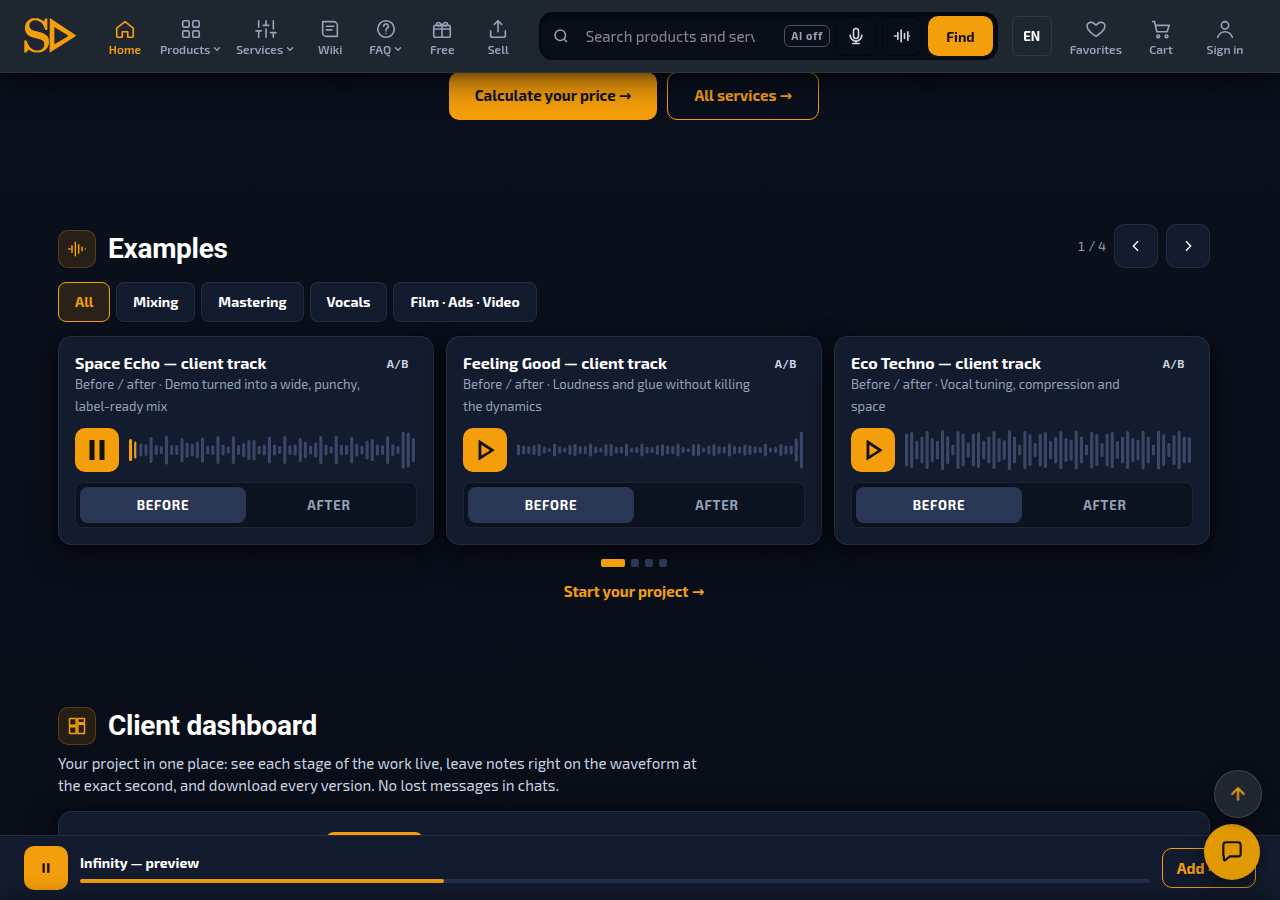 SD
Home
Products
Services
Wiki
FAQ
Free
Sell
Search products and serv
AI off
Find
EN
Favorites
Cart
Sign in
Calculate your price →
All services →
Examples
1 / 4
All
Mixing
Mastering
Vocals
Film · Ads · Video
Space Echo — client track
A/B
Before / after · Demo turned into a wide, punchy,
label-ready mix
BEFORE
AFTER
Feeling Good — client track
A/B
Before / after · Loudness and glue without killing
the dynamics
BEFORE
AFTER
Eco Techno — client track
A/B
Before / after · Vocal tuning, compression and
space
BEFORE
AFTER
Start your project →
Client dashboard
Your project in one place: see each stage of the work live, leave notes right on the waveform at
the exact second, and download every version. No lost messages in chats.
Infinity — preview
Add